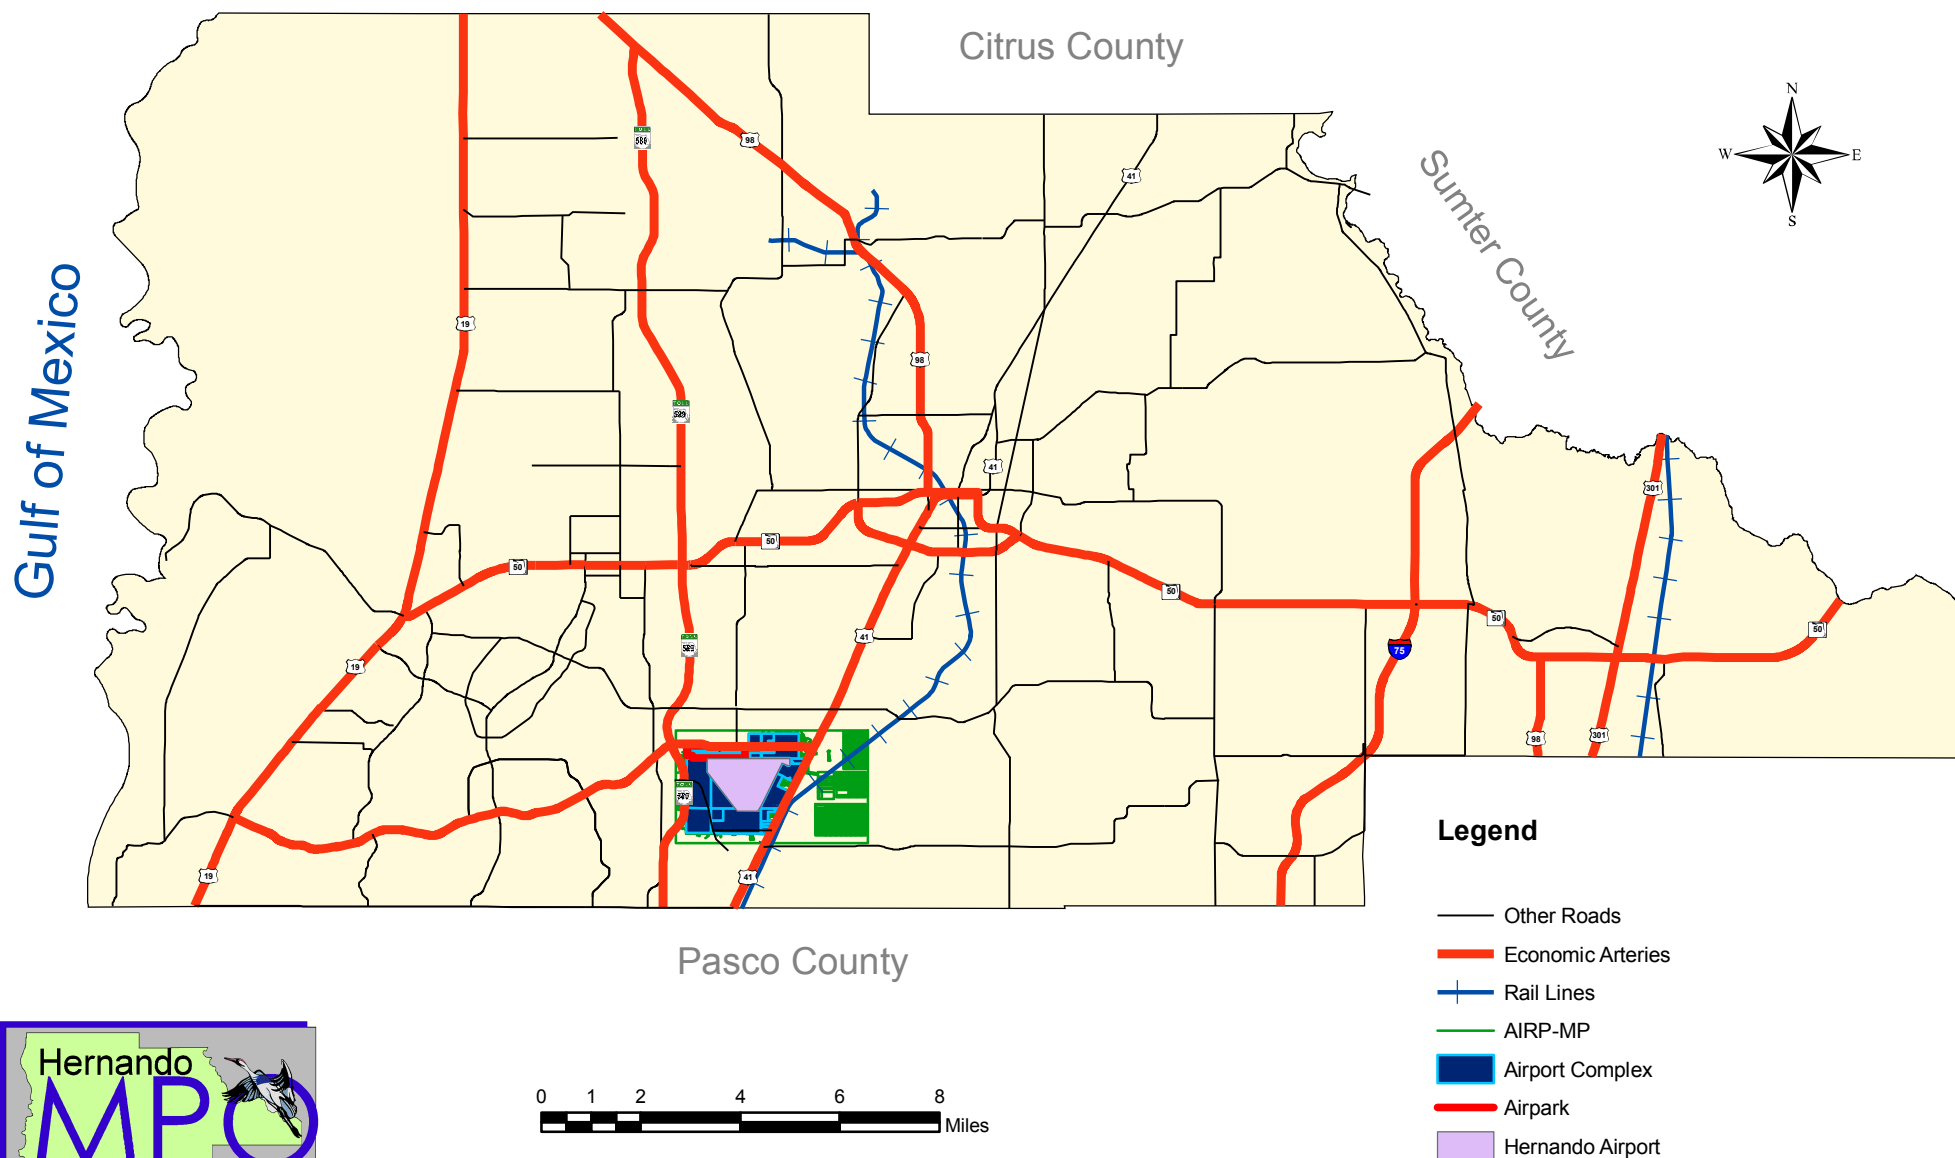 Citrus County
N
W
E
S
Sumter County
Gulf of Mexico
98
41
19
98
41
301
50
50
50
50
50
41
19
75
98
301
19
41
Pasco County
Legend
Other Roads
Economic Arteries
Rail Lines
AIRP-MP
Airport Complex
Airpark
Hernando Airport
Hernando
MPO
0 1 2 4 6 8
Miles